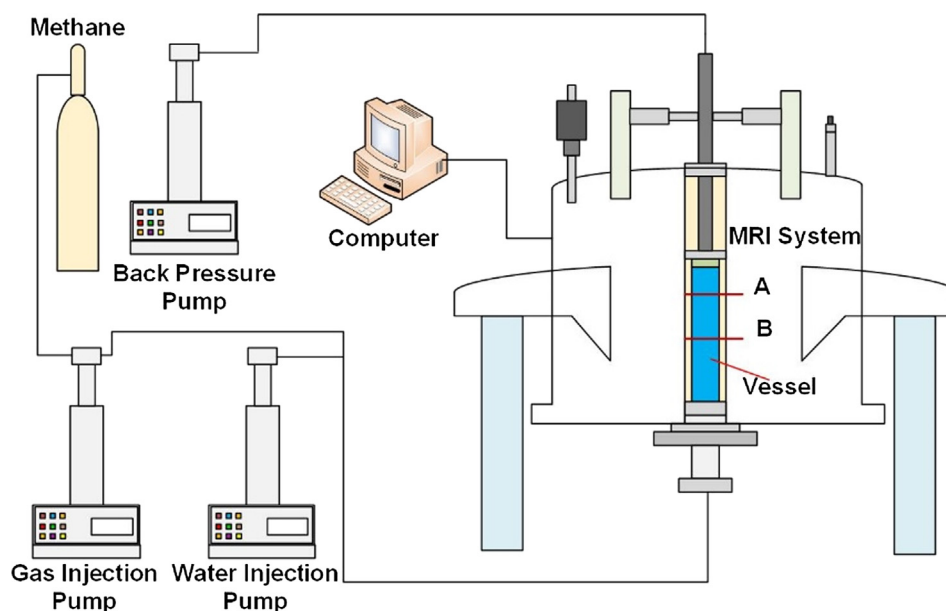 Methane
Back Pressure
Pump
Computer
MRI System
A
B
Vessel
Gas Injection
Pump
Water Injection
Pump